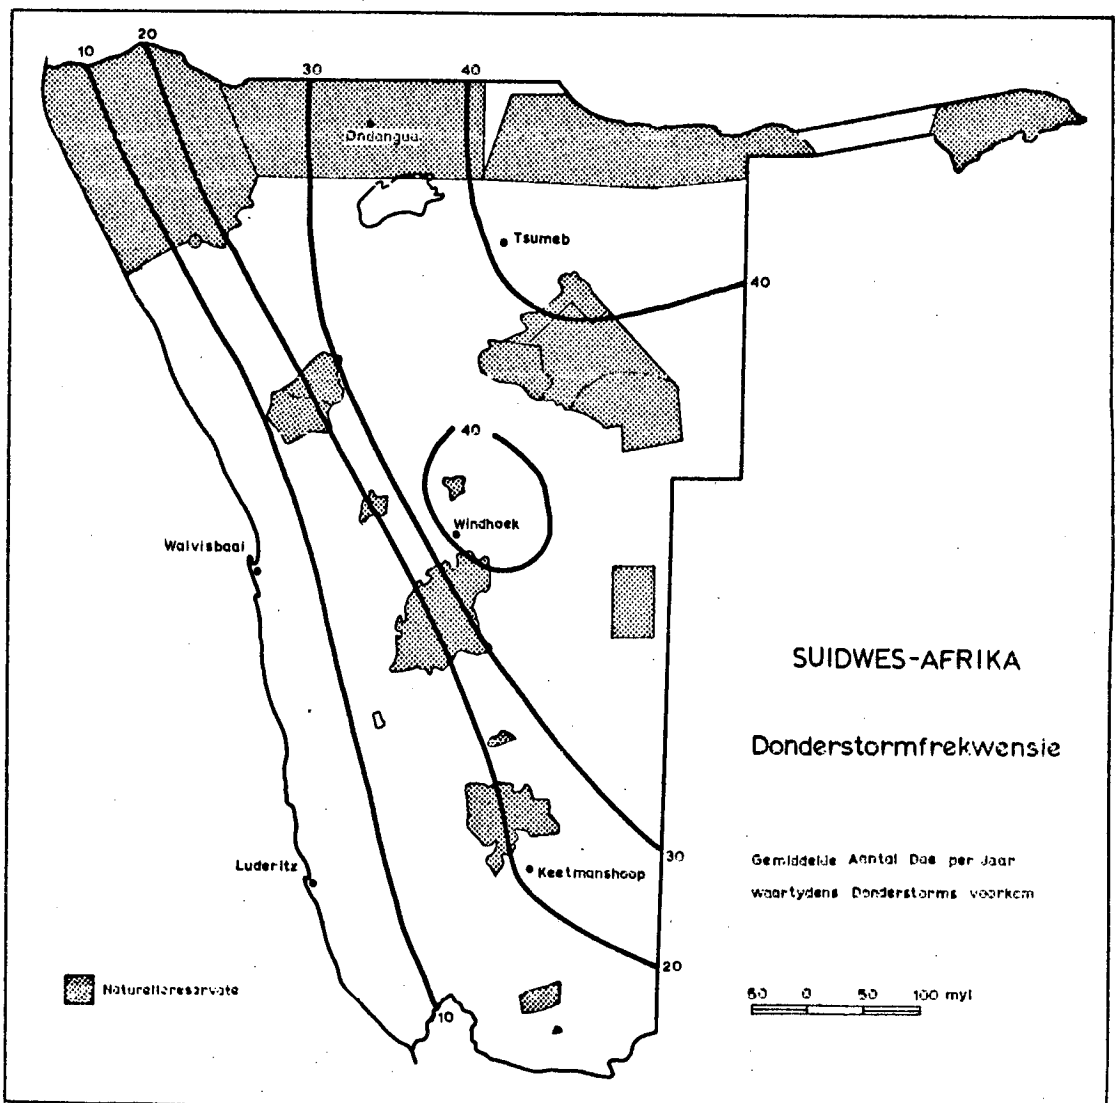 10
20
30
40
Ondangua
Tsumeb
40
40
Windhoek
Walvisbaai
SUIDWES-AFRIKA
Donderstormfrekwensie
Gemiddelde Aantal Dae per Jaar
waartydens Donderstorms voorkom
30
Luderitz
Keetmanshoop
20
Naturellereservate
10
50 0 50 100 myl